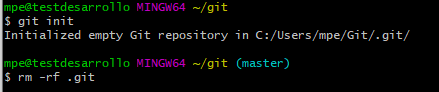 mpe@testdesarrollo MINGW64 ~/git
$ git init
Initialized empty Git repository in C:/Users/mpe/Git/.git/
mpe@testdesarrollo MINGW64 ~/git (master)
$ rm -rf .git